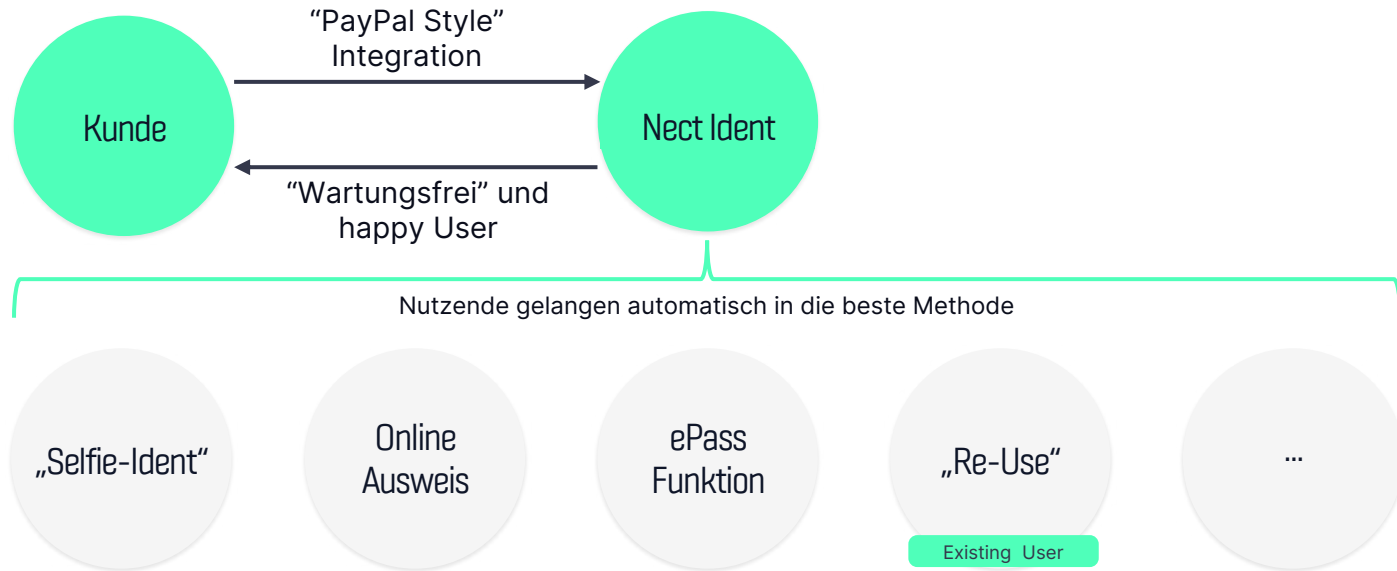 “PayPal Style”
Integration
Kunde
Nect Ident
“Wartungsfrei” und
happy User
Nutzende gelangen automatisch in die beste Methode
„Selfie-Ident“
Online
Ausweis
ePass
Funktion
„Re-Use“
...
Existing User